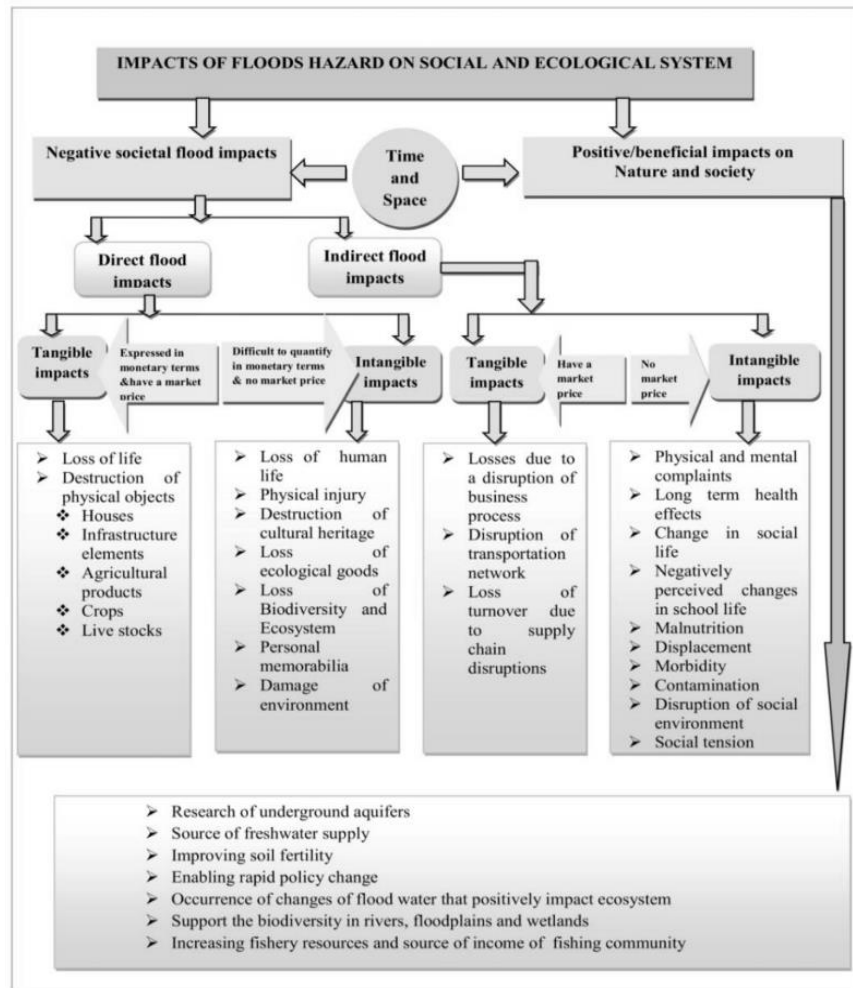 IMPACTS OF FLOODS HAZARD ON SOCIAL AND ECOLOGICAL SYSTEM
Negative societal flood impacts
Time
and
Space
Positive/beneficial impacts on
Nature and society
Direct flood
impacts
Indirect flood
impacts
Tangible
impacts
Expressed in
monetary terms
&have a market
price
Difficult to quantify
in monetary terms
& no market price
Intangible
impacts
Tangible
impacts
Have a
market
price
No
market
price
Intangible
impacts
➢ Loss of life
➢ Destruction of
physical objects
❖ Houses
❖ Infrastructure
elements
❖ Agricultural
products
❖ Crops
❖ Live stocks
➢ Loss of human
life
➢ Physical injury
➢ Destruction of
cultural heritage
➢ Loss of
ecological goods
➢ Loss of
Biodiversity and
Ecosystem
➢ Personal
memorabilia
➢ Damage of
environment
➢ Losses due to
a disruption of
business
process
➢ Disruption of
transportation
network
➢ Loss of
turnover due
to supply
chain
disruptions
➢ Physical and mental
complaints
➢ Long term health
effects
➢ Change in social
life
➢ Negatively
perceived changes
in school life
➢ Malnutrition
➢ Displacement
➢ Morbidity
➢ Contamination
➢ Disruption of social
environment
➢ Social tension
➢ Research of underground aquifers
➢ Source of freshwater supply
➢ Improving soil fertility
➢ Enabling rapid policy change
➢ Occurrence of changes of flood water that positively impact ecosystem
➢ Support the biodiversity in rivers, floodplains and wetlands
➢ Increasing fishery resources and source of income of fishing community